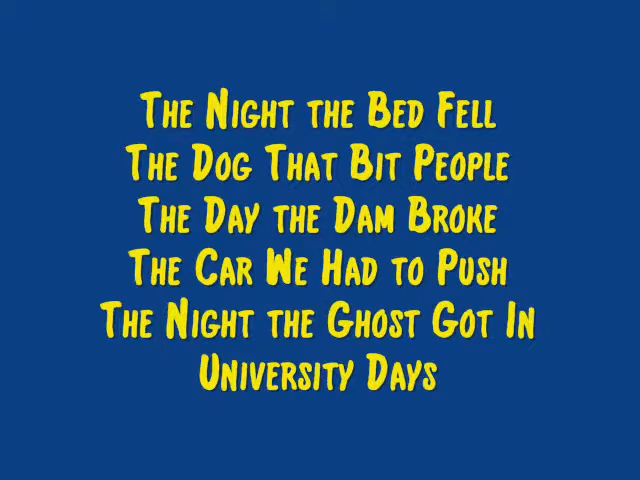 The Night the Bed Fell
The Dog That Bit People
The Day the Dam Broke
The Car We Had to Push
The Night the Ghost Got In
University Days